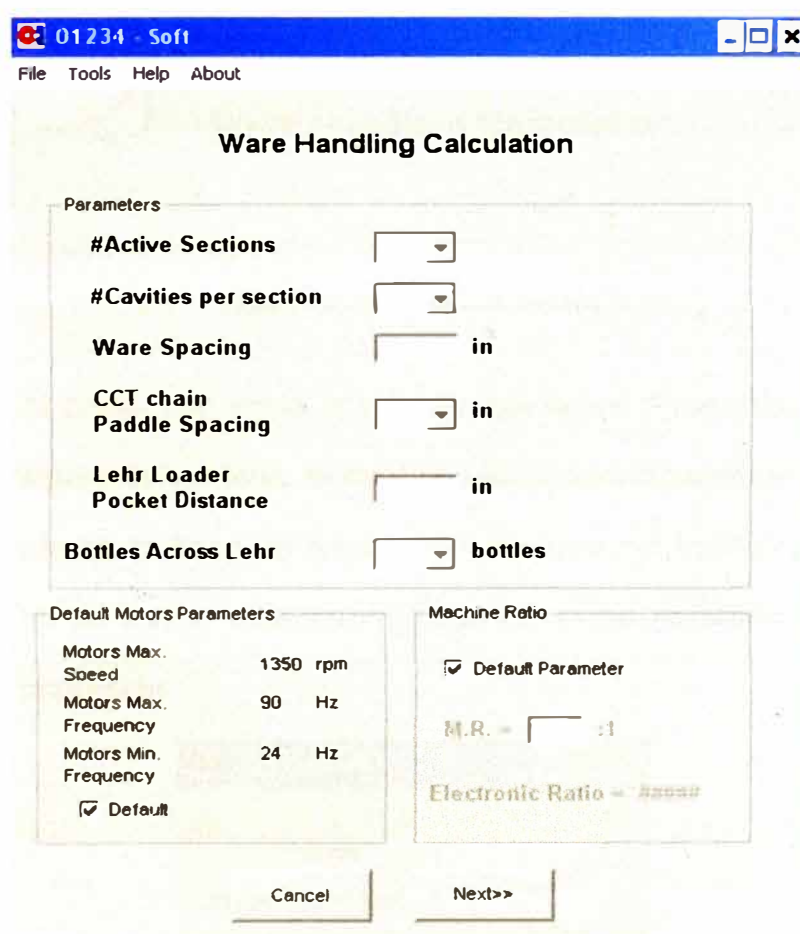 01234 - Soft
File Tools Help About
Ware Handling Calculation
Parameters
#Active Sections
#Cavities per section
Ware Spacing in
CCT chain
Paddle Spacing in
Lehr Loader
Pocket Distance in
Bottles Across Lehr bottles
Default Motors Parameters
Motors Max.
Speed 1350 rpm
Motors Max.
Frequency 90 Hz
Motors Min.
Frequency 24 Hz
Default
Machine Ratio
Default Parameter
M.R. = :1
Electronic Ratio = #####
Cancel Next>>